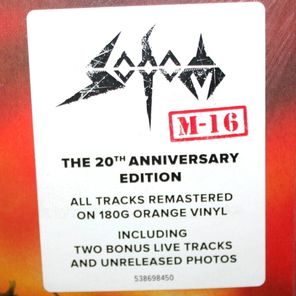 SODOM
M-16
THE 20TH ANNIVERSARY
EDITION
ALL TRACKS REMASTERED
ON 180G ORANGE VINYL
INCLUDING
TWO BONUS LIVE TRACKS
AND UNRELEASED PHOTOS
538698450